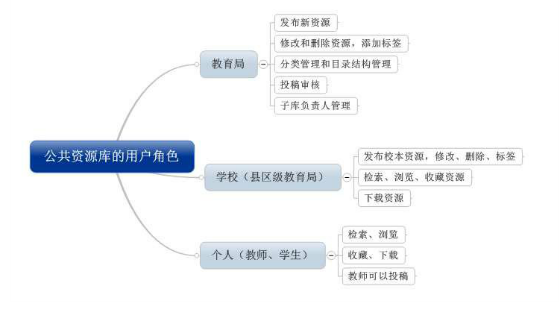 公共资源库的用户角色
教育局
发布新资源
修改和删除资源，添加标签
分类管理和目录结构管理
投稿审核
子库负责人管理
学校（县区级教育局）
发布校本资源，修改、删除、标签
检索、浏览、收藏资源
下载资源
个人（教师、学生）
检索、浏览
收藏、下载
教师可以投稿